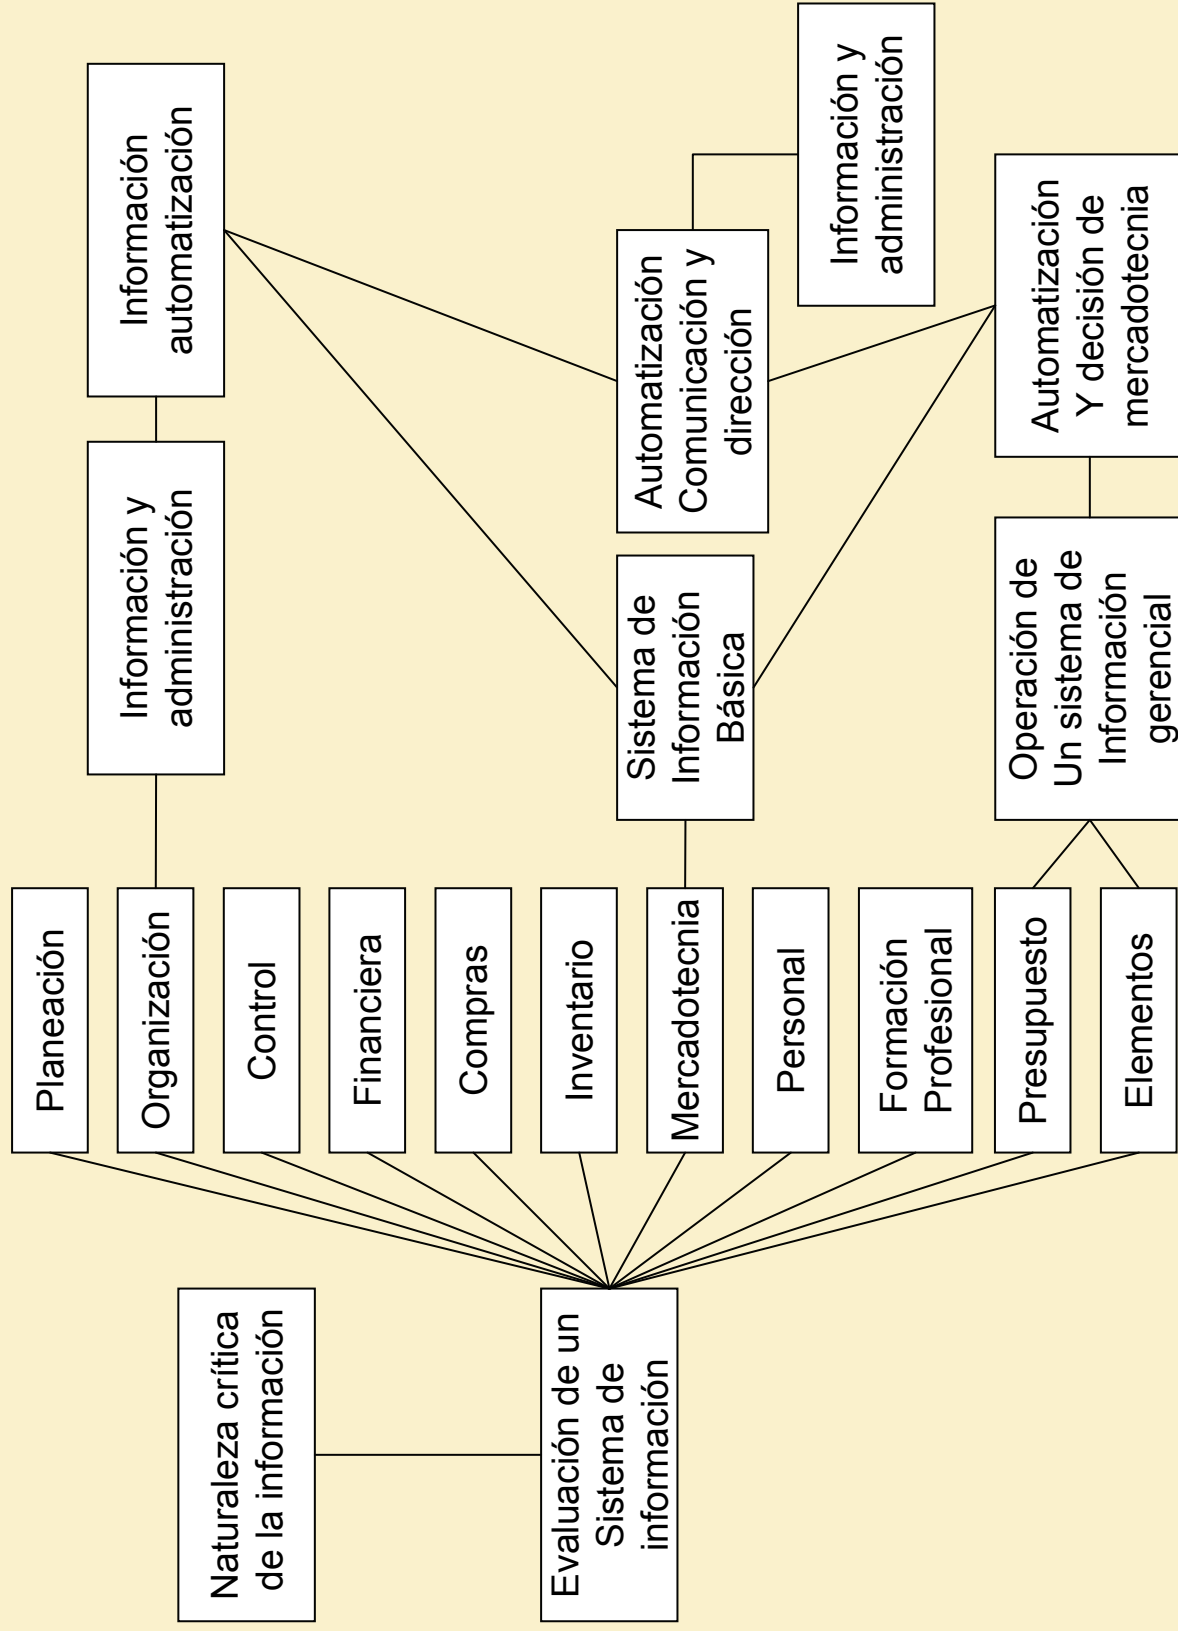 Naturaleza crítica
de la información
Evaluación de un
Sistema de
información
Planeación
Organización
Control
Financiera
Compras
Inventario
Mercadotecnia
Personal
Formación
Profesional
Presupuesto
Elementos
Información y
administración
Sistema de
Información
Básica
Operación de
Un sistema de
Información
gerencial
Información
automatización
Automatización
Comunicación y
dirección
Información y
administración
Automatización
Y decisión de
mercadotecnia